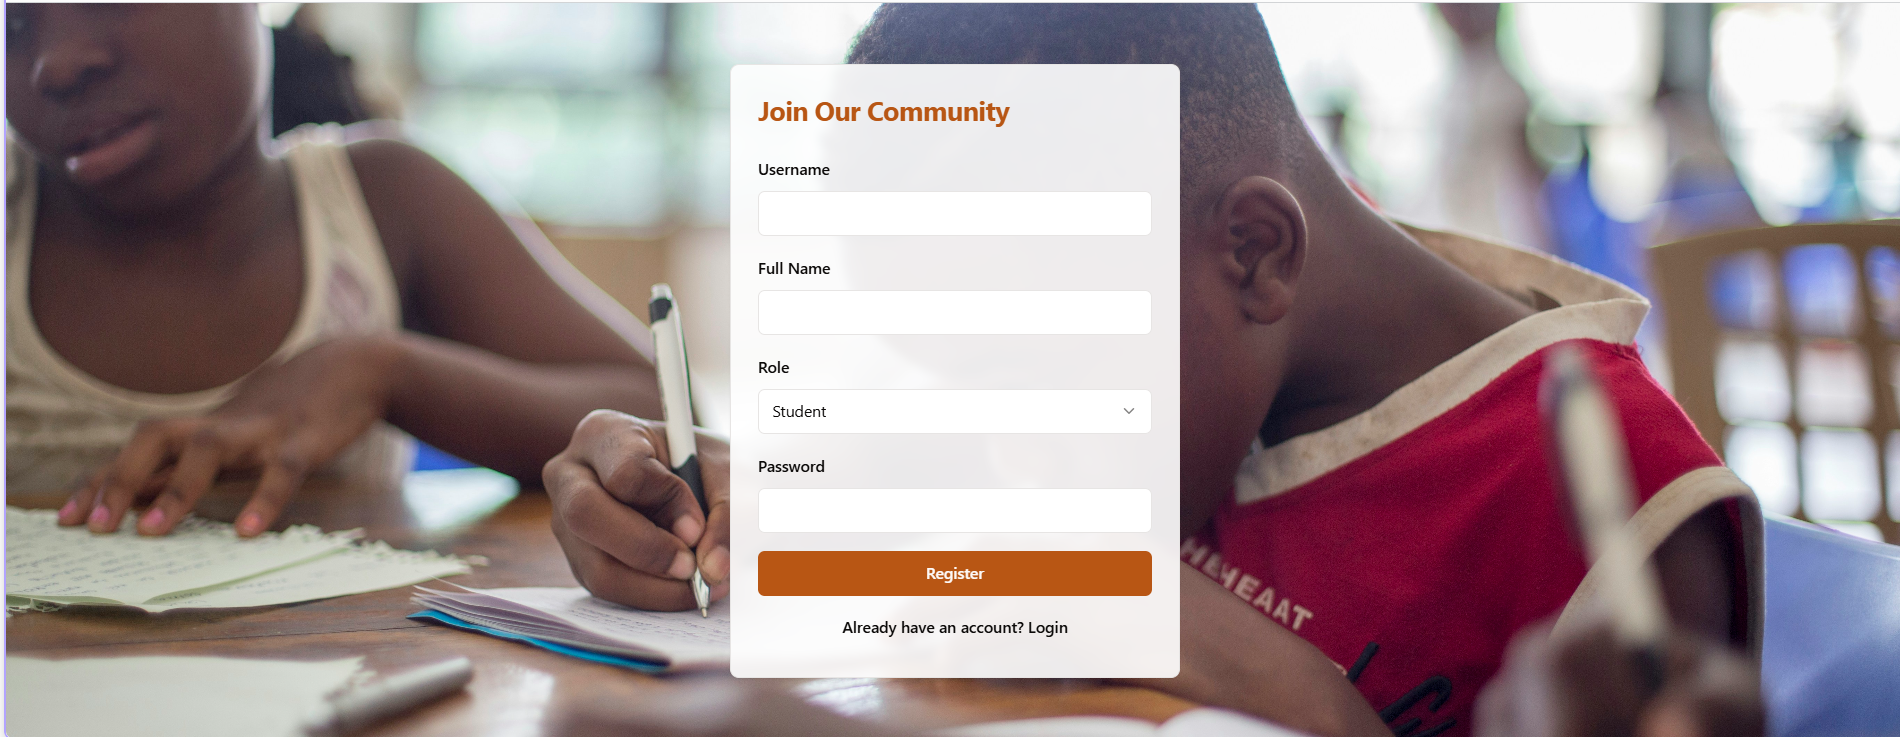 Join Our Community
Username
Full Name
Role
Student
Password
Register
Already have an account? Login